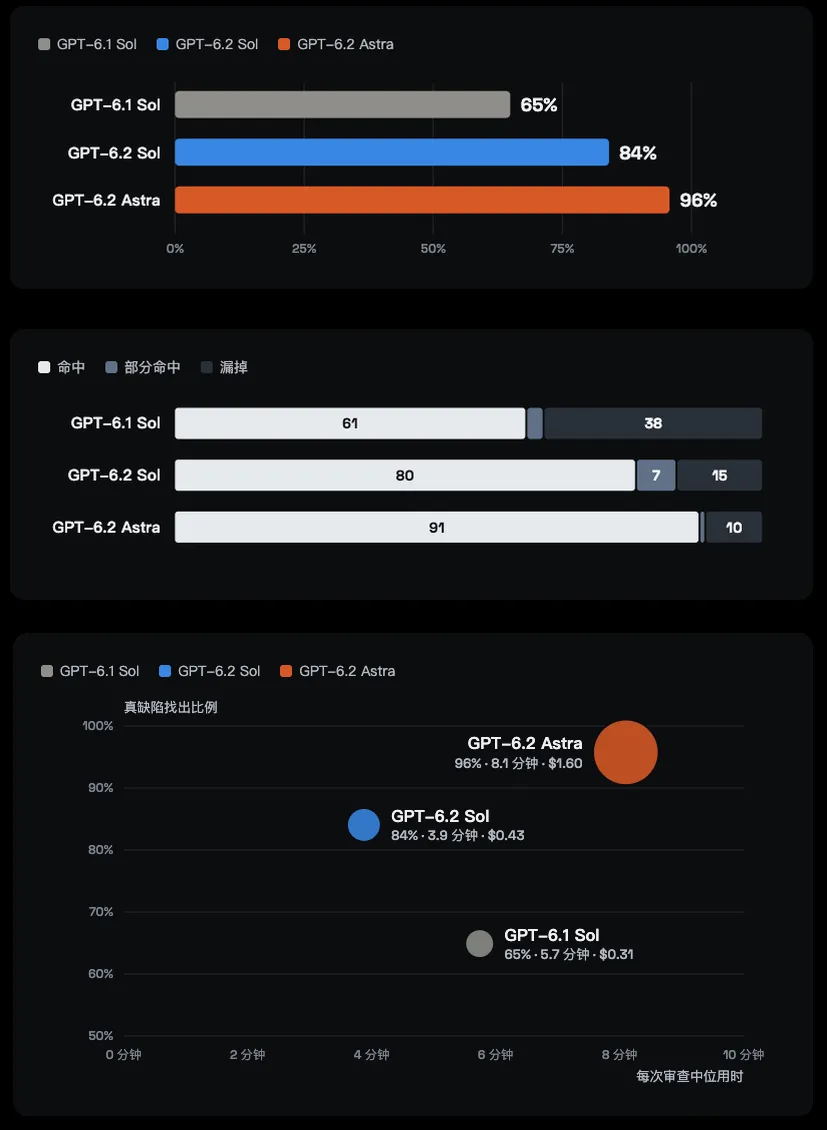 GPT-6.1 Sol GPT-6.2 Sol GPT-6.2 Astra
GPT-6.1 Sol 65%
GPT-6.2 Sol 84%
GPT-6.2 Astra 96%
0% 25% 50% 75% 100%
命中 部分命中 漏掉
GPT-6.1 Sol 61 38
GPT-6.2 Sol 80 7 15
GPT-6.2 Astra 91 10
GPT-6.1 Sol GPT-6.2 Sol GPT-6.2 Astra
真缺陷找出比例
100%
GPT-6.2 Astra
96% · 8.1 分钟 · $1.60
90%
GPT-6.2 Sol
84% · 3.9 分钟 · $0.43
80%
70%
GPT-6.1 Sol
65% · 5.7 分钟 · $0.31
60%
50%
0 分钟 2 分钟 4 分钟 6 分钟 8 分钟 10 分钟
每次审查中位用时